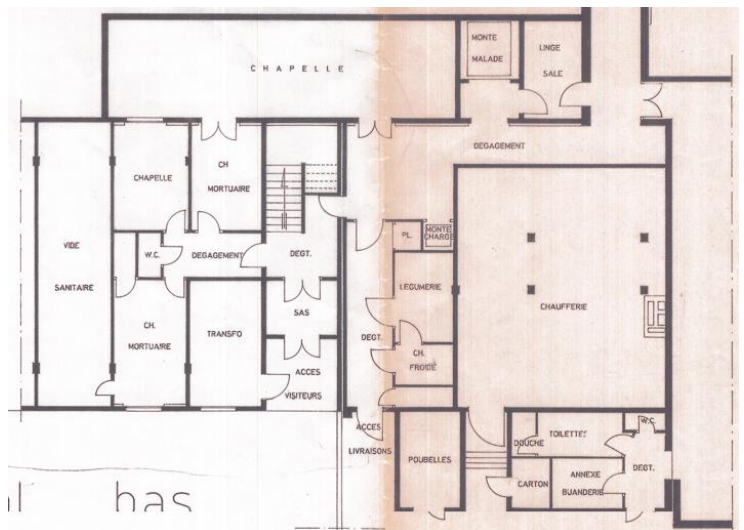 MONTE
MALADE
LINGE
SALE
CHAPELLE
DEGAGEMENT
CHAPELLE
CH
MORTUAIRE
VIDE
SANITAIRE
W.C.
DEGAGEMENT
DEGT.
PL.
MONTE
CHARGE
LEGUMERIE
CHAUFFERIE
SAS
CH.
MORTUAIRE
TRANSFO
DEGT.
CH.
FROIDE
ACCES
VISITEURS
ACCES
LIVRAISONS
POUBELLES
DOUCHE
TOILETTES
W.C.
DEGT.
CARTON
ANNEXE
BUANDERIE
bas